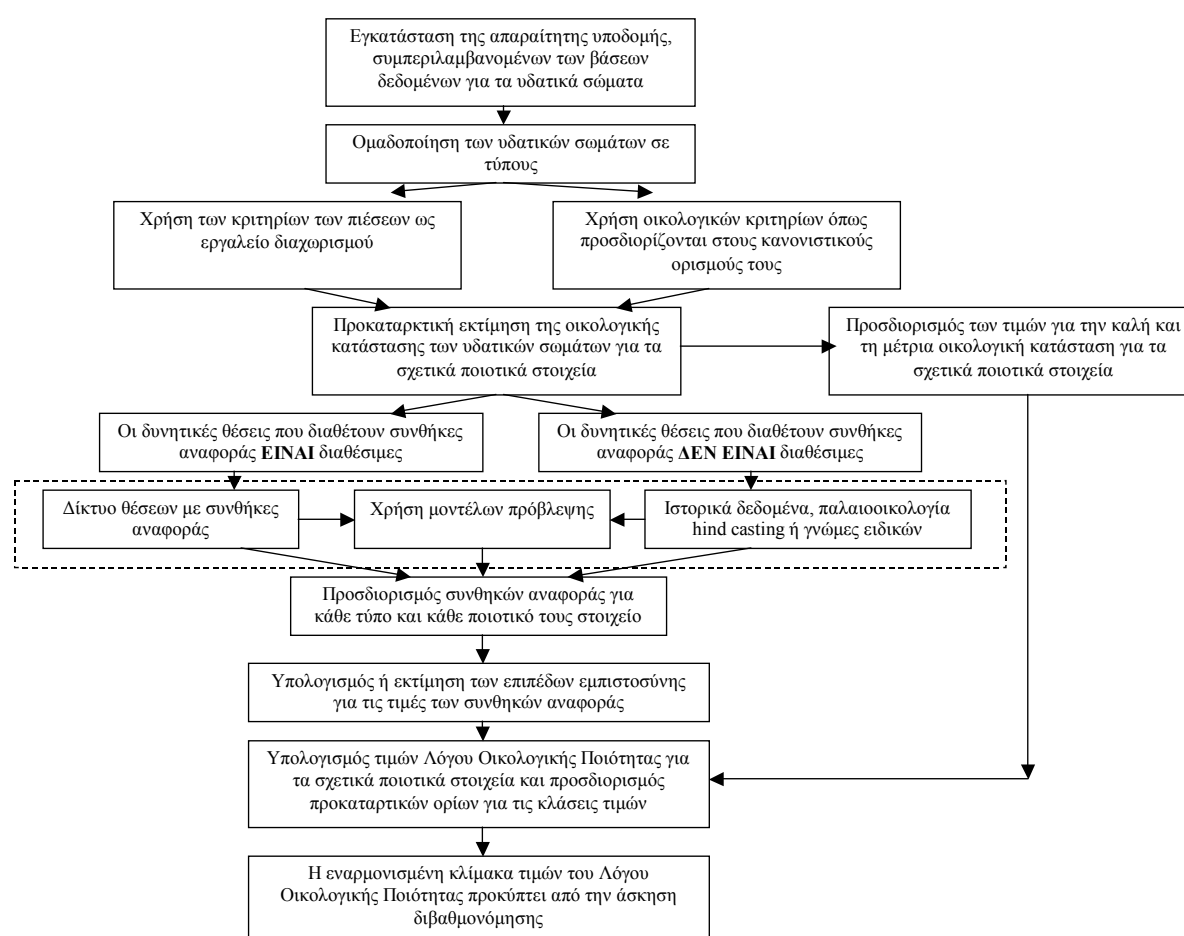 Εγκατάσταση της απαραίτητης υποδομής,
συμπεριλαμβανομένων των βάσεων
δεδομένων για τα υδατικά σώματα
Ομαδοποίηση των υδατικών σωμάτων σε
τύπους
Χρήση των κριτηρίων των πιέσεων ως
εργαλείο διαχωρισμού
Χρήση οικολογικών κριτηρίων όπως
προσδιορίζονται στους κανονιστικούς
ορισμούς τους
Προκαταρκτική εκτίμηση της οικολογικής
κατάστασης των υδατικών σωμάτων για τα
σχετικά ποιοτικά στοιχεία
Προσδιορισμός των τιμών για την καλή και
τη μέτρια οικολογική κατάσταση για τα
σχετικά ποιοτικά στοιχεία
Οι δυνητικές θέσεις που διαθέτουν συνθήκες
αναφοράς ΕΙΝΑΙ διαθέσιμες
Οι δυνητικές θέσεις που διαθέτουν συνθήκες
αναφοράς ΔΕΝ ΕΙΝΑΙ διαθέσιμες
Δίκτυο θέσεων με συνθήκες
αναφοράς
Χρήση μοντέλων πρόβλεψης
Ιστορικά δεδομένα, παλαιοοικολογία
hind casting ή γνώμες ειδικών
Προσδιορισμός συνθηκών αναφοράς για
κάθε τύπο και κάθε ποιοτικό τους στοιχείο
Υπολογισμός ή εκτίμηση των επιπέδων εμπιστοσύνης
για τις τιμές των συνθηκών αναφοράς
Υπολογισμός τιμών Λόγου Οικολογικής Ποιότητας για
τα σχετικά ποιοτικά στοιχεία και προσδιορισμός
προκαταρτικών ορίων για τις κλάσεις τιμών
Η εναρμονισμένη κλίμακα τιμών του Λόγου
Οικολογικής Ποιότητας προκύπτει από την άσκηση
διβαθμονόμησης